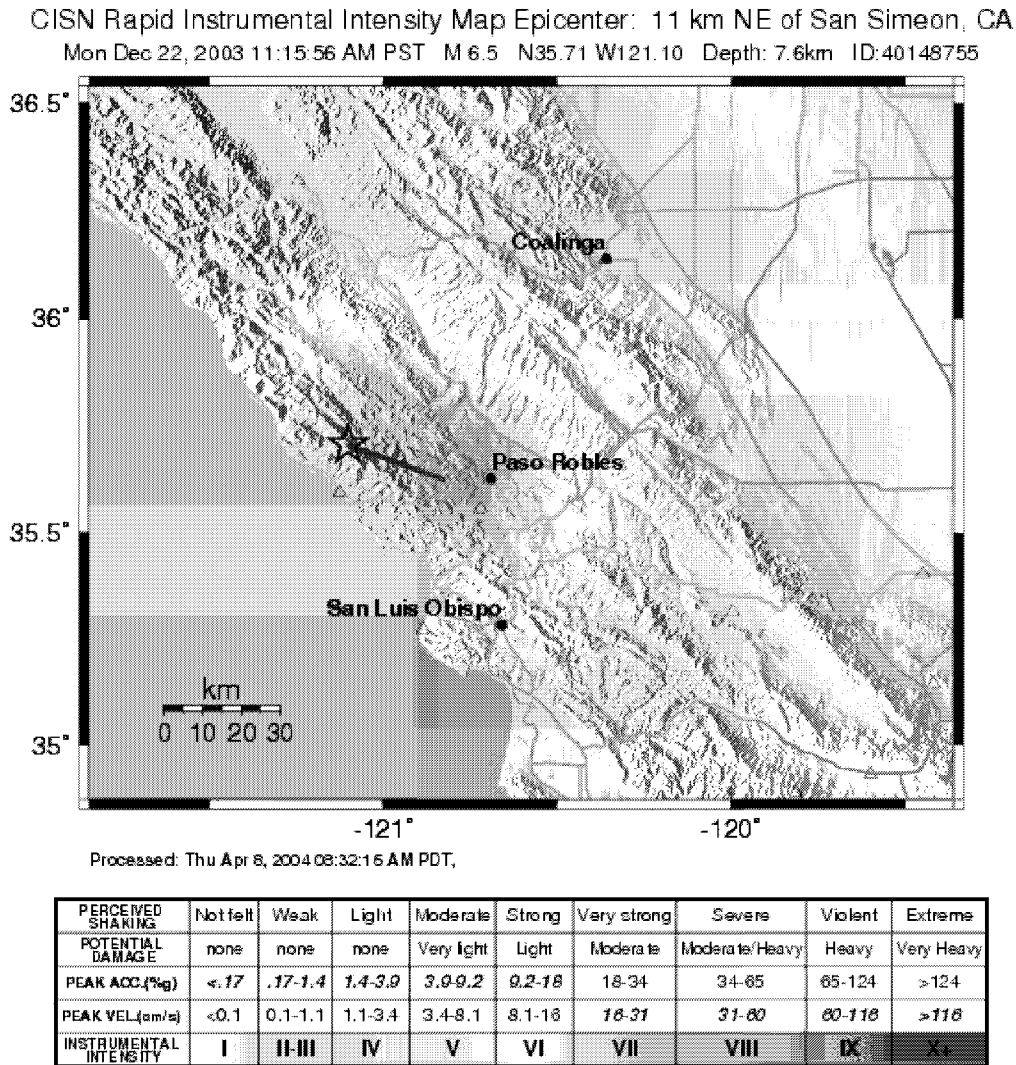 CISN Rapid Instrumental Intensity Map Epicenter: 11 km NE of San Simeon, CA
Mon Dec 22, 2003 11:15:56 AM PST M 6.5 N35.71 W121.10 Depth: 7.6km ID:40148755
36.5°
Coalinga
36°
Paso Robles
35.5°
San Luis Obispo
km
0 10 20 30
35°
-121° -120°
Processed: Thu Apr 8, 2004 08:32:16 AM PDT,
PERCEIVED SHAKING Not felt Weak Light Moderate Strong Very strong Severe Violent Extreme
POTENTIAL DAMAGE none none none Very light Light Moderate Moderate/Heavy Heavy Very Heavy
PEAK ACC.(%g) <.17 .17-1.4 1.4-3.9 3.9-9.2 9.2-18 18-34 34-65 65-124 >124
PEAK VEL.(cm/s) <0.1 0.1-1.1 1.1-3.4 3.4-8.1 8.1-16 16-31 31-60 60-116 >116
INSTRUMENTAL INTENSITY I II-III IV V VI VII VIII IX X+